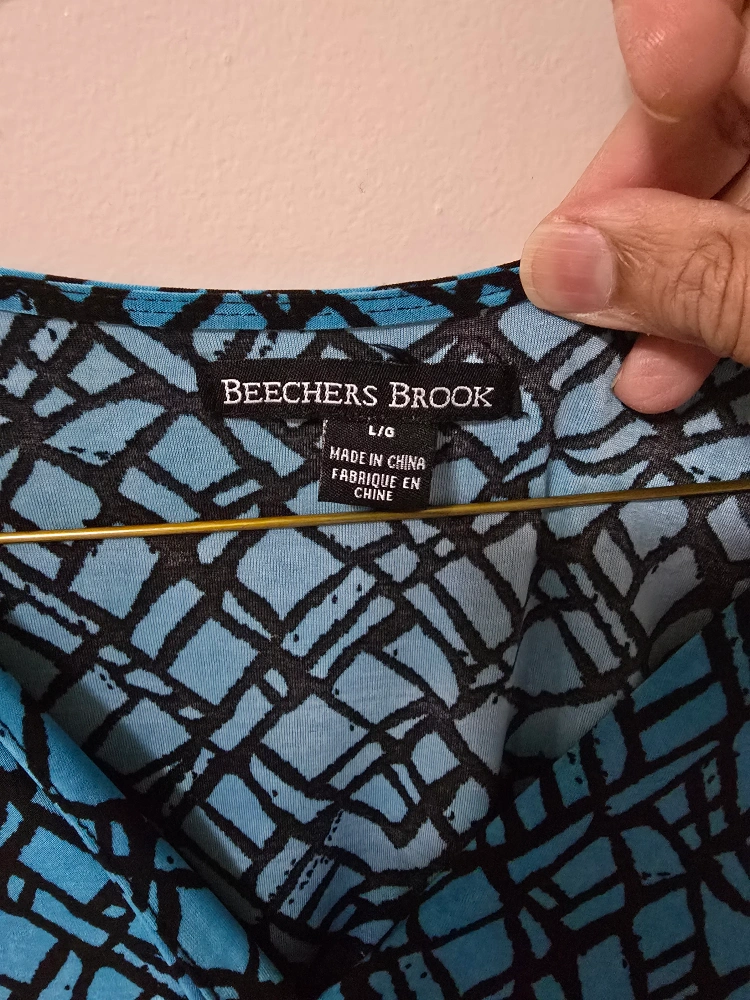 BEECHERS BROOK
L/G
MADE IN CHINA
FABRIQUE EN
CHINE